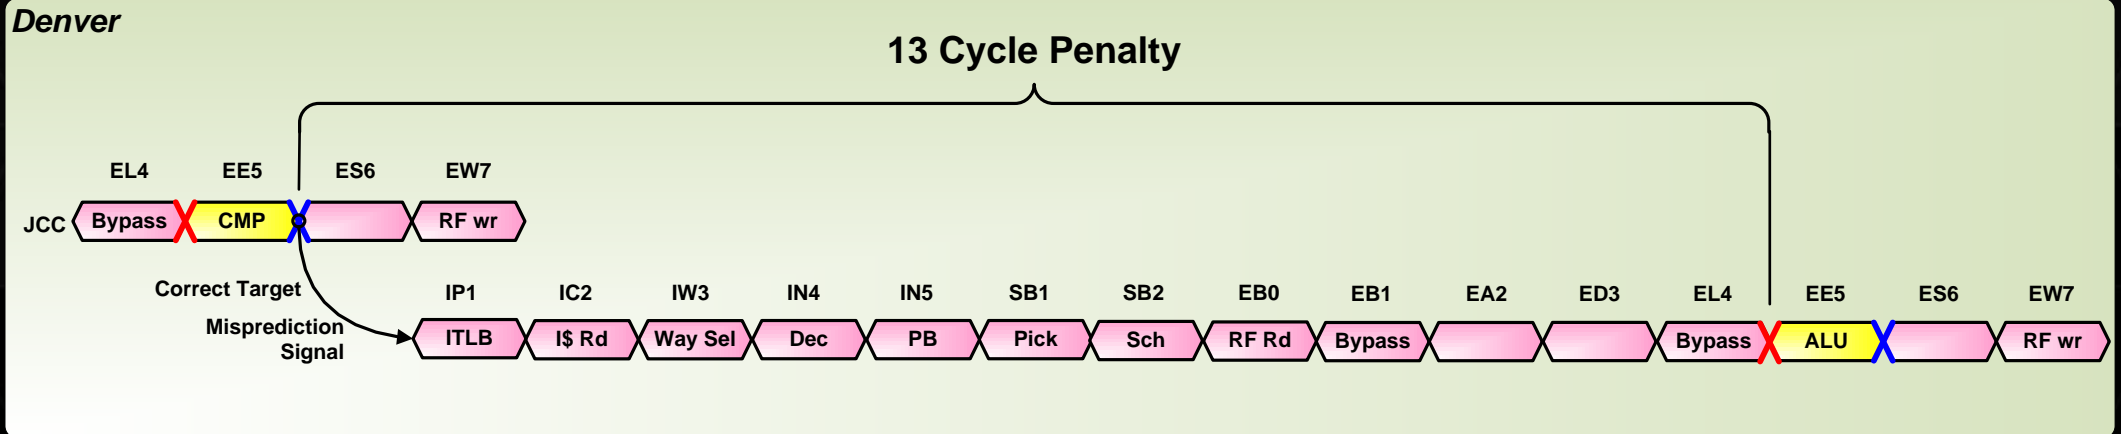 Denver
13 Cycle Penalty
EL4 EE5 ES6 EW7
JCC Bypass CMP RF wr
Correct Target
Misprediction
Signal
IP1 IC2 IW3 IN4 IN5 SB1 SB2 EB0 EB1 EA2 ED3 EL4 EE5 ES6 EW7
ITLB I$ Rd Way Sel Dec PB Pick Sch RF Rd Bypass Bypass ALU RF wr